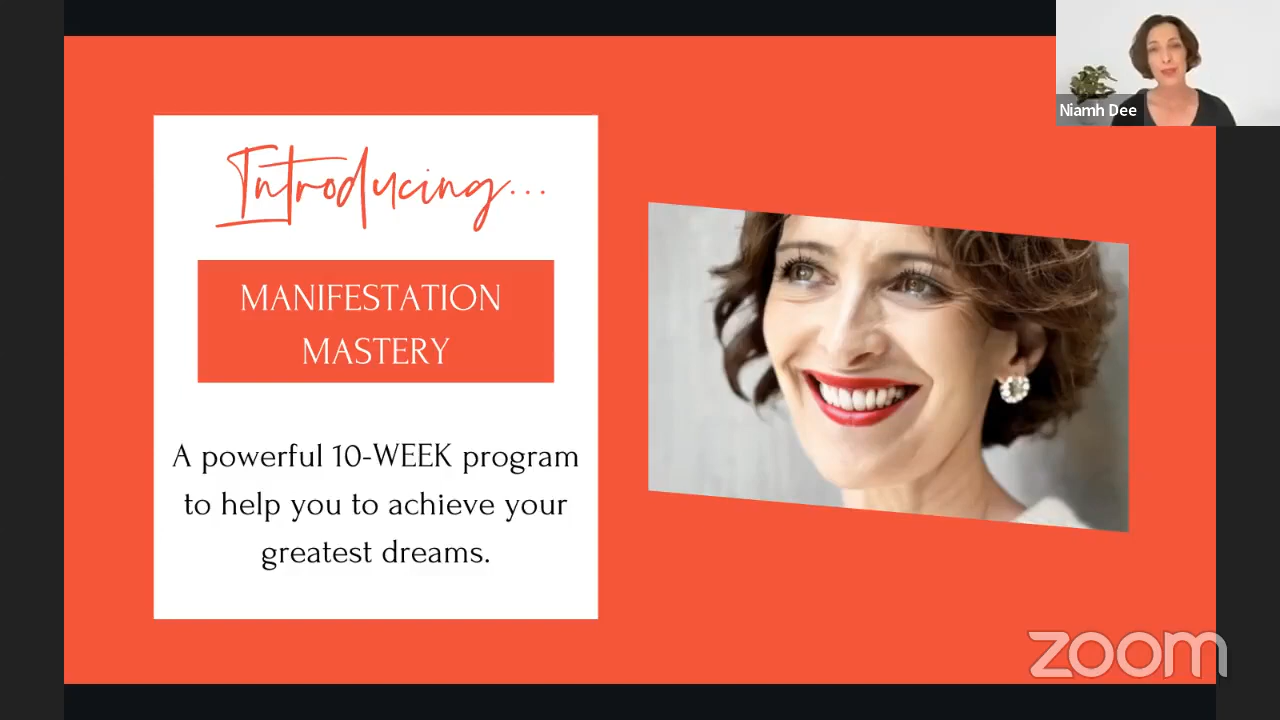 Introducing...
MANIFESTATION
MASTERY
A powerful 10-WEEK program
to help you to achieve your
greatest dreams.
Niamh Dee
zoom